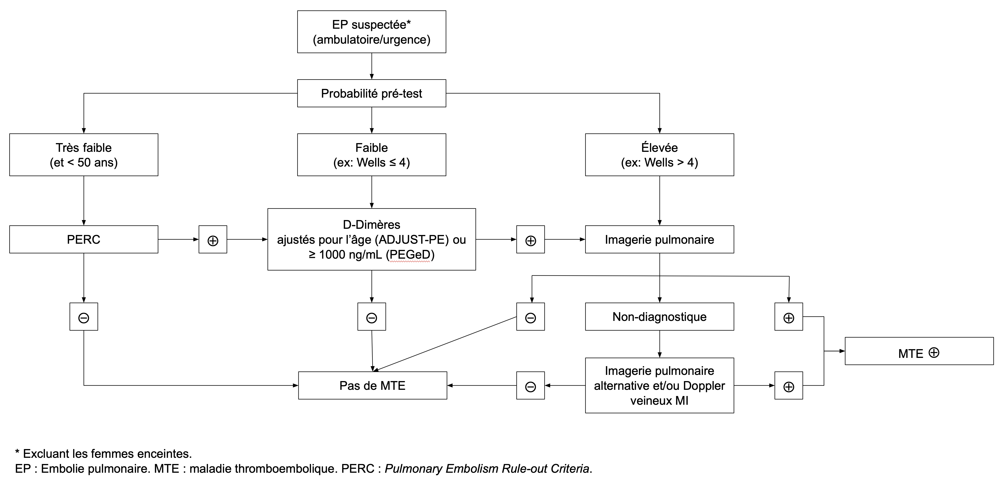 EP suspectée*
(ambulatoire/urgence)
Probabilité pré-test
Très faible
(et < 50 ans)
Faible
(ex: Wells ≤ 4)
Élevée
(ex: Wells > 4)
PERC
⊕
D-Dimères
ajustés pour l’âge (ADJUST-PE) ou
≥ 1000 ng/mL (PEGeD)
⊕
Imagerie pulmonaire
⊖
⊖
⊖
Non-diagnostique
⊕
MTE ⊕
Pas de MTE
⊖
Imagerie pulmonaire
alternative et/ou Doppler
veineux MI
⊕
* Excluant les femmes enceintes.
EP : Embolie pulmonaire. MTE : maladie thromboembolique. PERC : Pulmonary Embolism Rule-out Criteria.